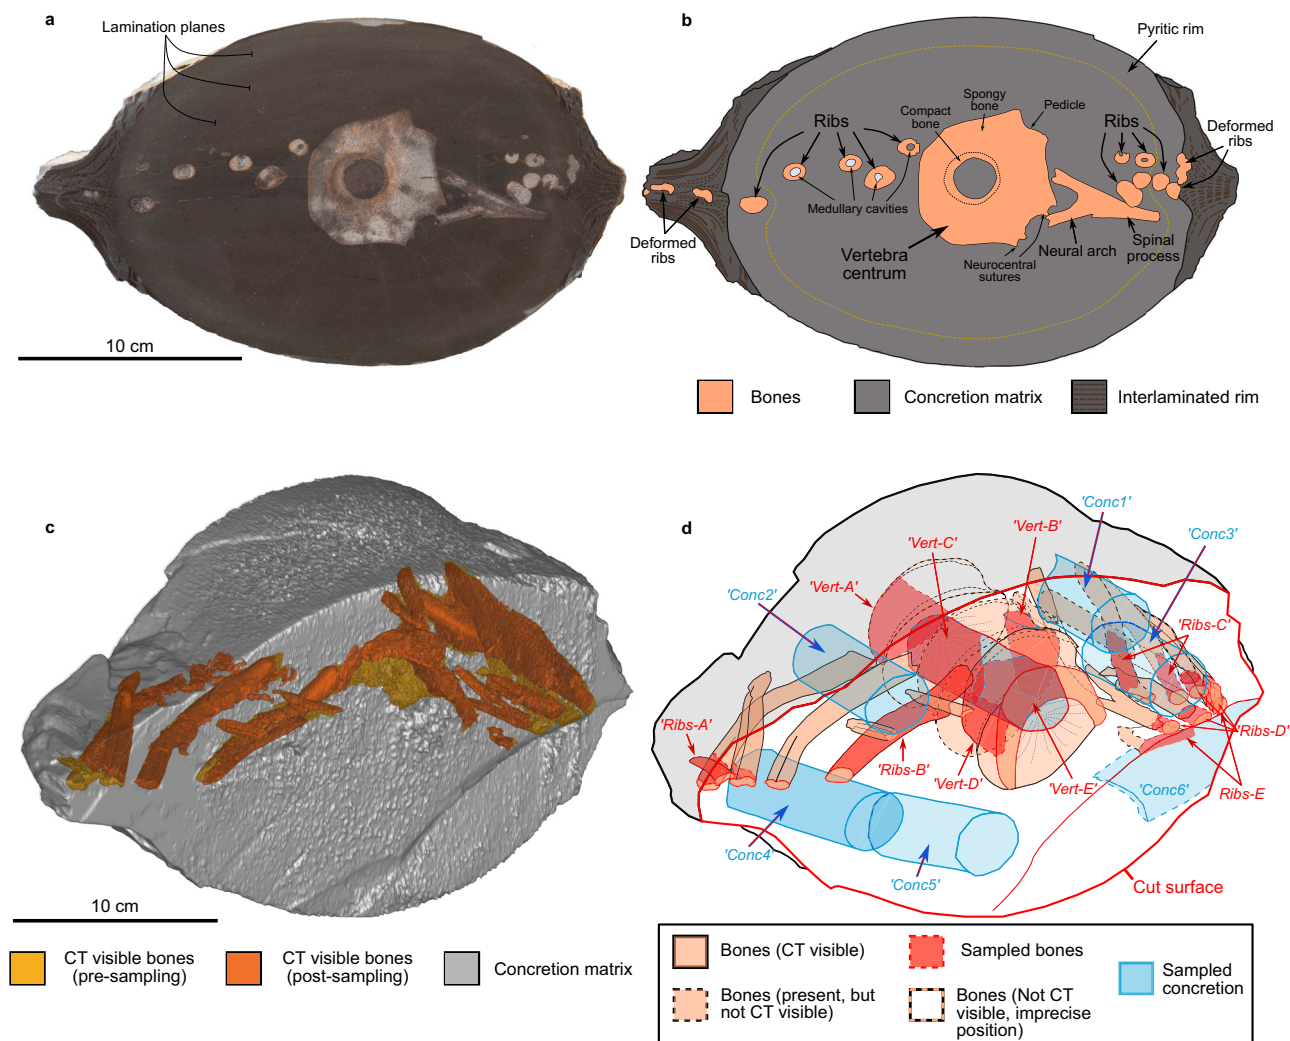 a
Lamination planes
Deformed
ribs
10 cm
b
Pyritic rim
Spongy
bone
Compact
bone
Pedicle
Ribs
Ribs
Deformed
ribs
Medullary cavities
Deformed
ribs
Vertebra
centrum
Neurocentral
sutures
Neural arch
Spinal
process
Bones
Concretion matrix
Interlaminated rim
c
10 cm
CT visible bones
(pre-sampling)
CT visible bones
(post-sampling)
Concretion matrix
d
'Conc1'
'Vert-B'
'Vert-C'
'Conc3'
'Vert-A'
'Conc2'
'Ribs-C'
'Ribs-A'
'Ribs-D'
'Ribs-B'
'Vert-D'
'Vert-E'
'Conc6'
Ribs-E
'Conc4'
'Conc5'
Cut surface
Bones (CT visible)
Sampled bones
Sampled
concretion
Bones (present, but
not CT visible)
Bones (Not CT
visible, imprecise
position)